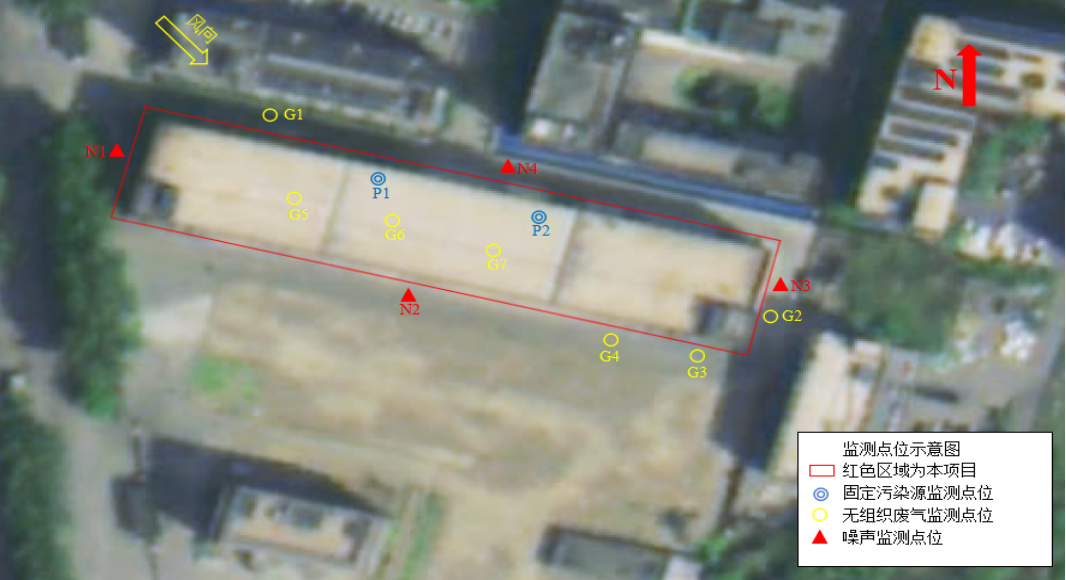 风向
N
G1
N1
N4
P1
G5
G6
P2
G7
N3
N2
G2
G4
G3
监测点位示意图
红色区域为本项目
固定污染源监测点位
无组织废气监测点位
噪声监测点位